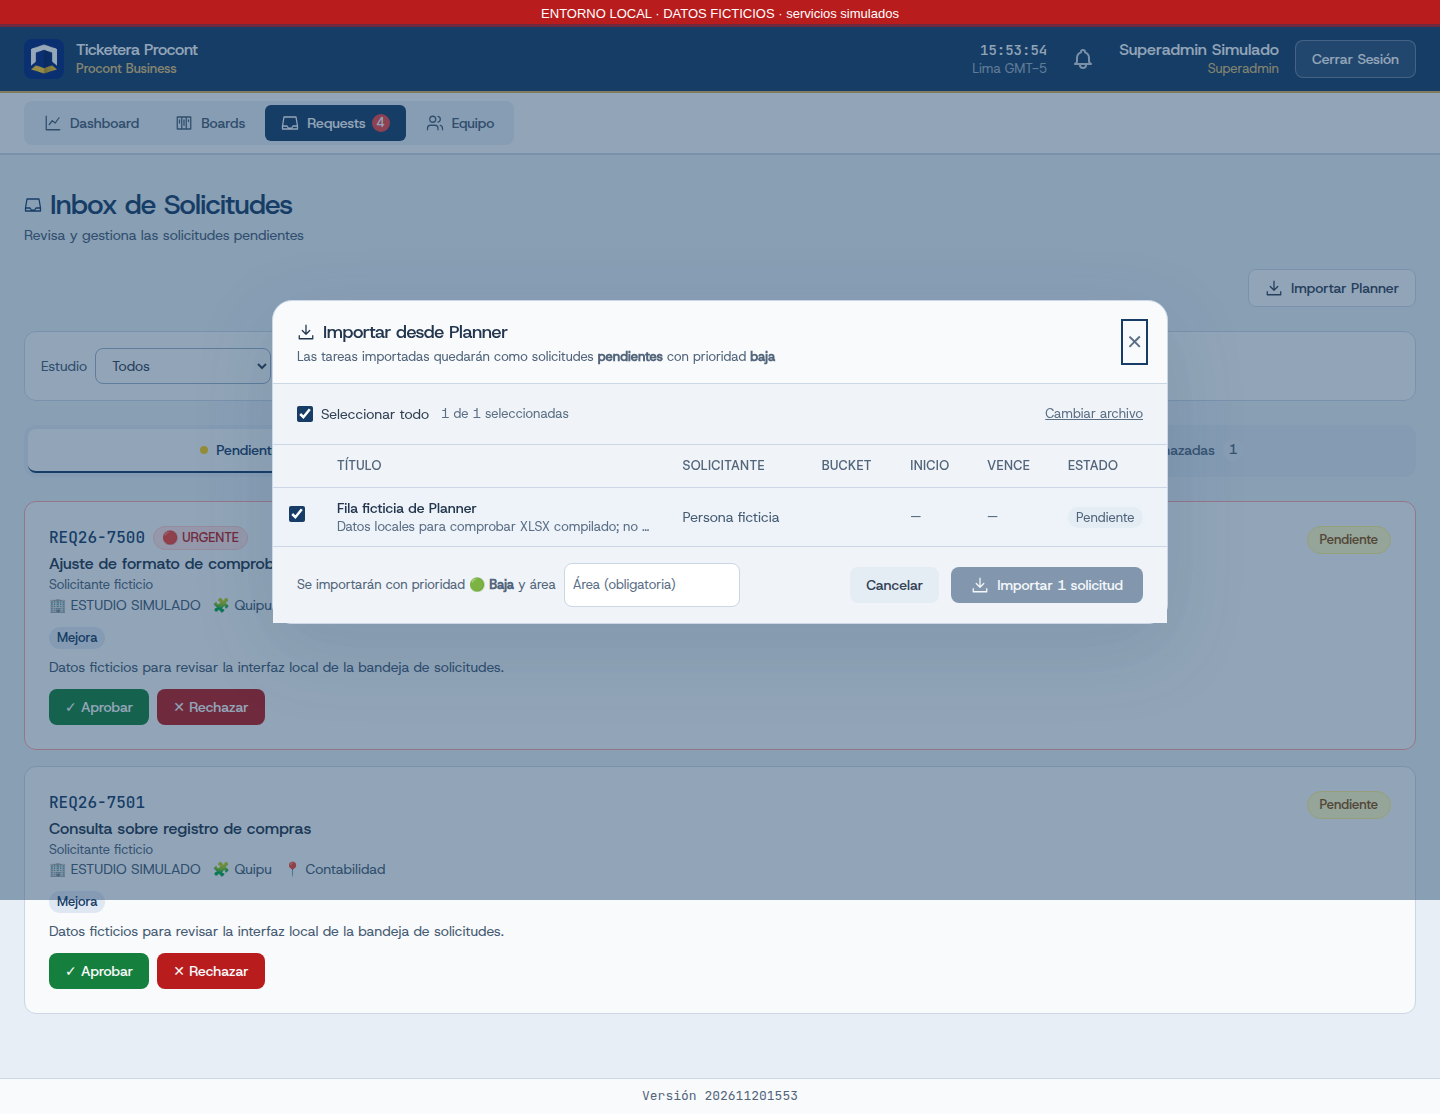 ENTORNO LOCAL · DATOS FICTICIOS · servicios simulados
Ticketera Procont
Procont Business
15:53:54
Lima GMT-5
Superadmin Simulado
Superadmin
Cerrar Sesión
Dashboard
Boards
Requests 4
Equipo
Inbox de Solicitudes
Revisa y gestiona las solicitudes pendientes
Importar Planner
Estudio Todos
Importar desde Planner
Las tareas importadas quedarán como solicitudes pendientes con prioridad baja
✕
Seleccionar todo 1 de 1 seleccionadas
Cambiar archivo
TÍTULO SOLICITANTE BUCKET INICIO VENCE ESTADO
Fila ficticia de Planner
Datos locales para comprobar XLSX compilado; no …
Persona ficticia — — Pendiente
Se importarán con prioridad 🟢 Baja y área Área (obligatoria)
Cancelar
Importar 1 solicitud
1
REQ26-7500 🔴 URGENTE
Pendiente
Solicitante ficticio
🏢 ESTUDIO SIMULADO 🧩 Quipu
Mejora
Datos ficticios para revisar la interfaz local de la bandeja de solicitudes.
✓ Aprobar ✕ Rechazar
REQ26-7501
Pendiente
Consulta sobre registro de compras
Solicitante ficticio
🏢 ESTUDIO SIMULADO 🧩 Quipu 📍 Contabilidad
Mejora
Datos ficticios para revisar la interfaz local de la bandeja de solicitudes.
✓ Aprobar ✕ Rechazar
Versión 202611201553